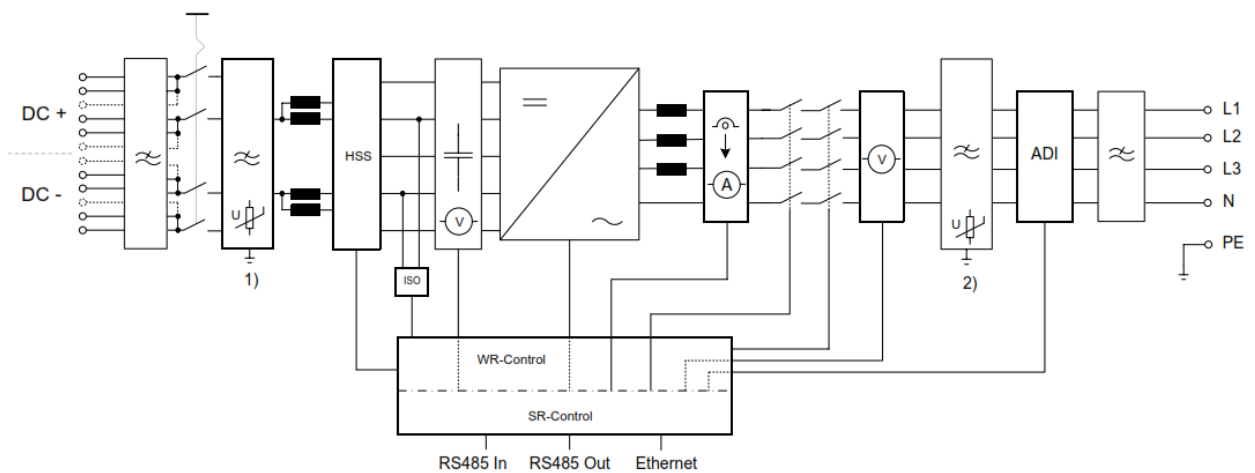 DC +
DC -
U
1)
HSS
ISO
V
A
V
U
2)
ADI
L1
L2
L3
N
PE
WR-Control
SR-Control
RS485 In
RS485 Out
Ethernet